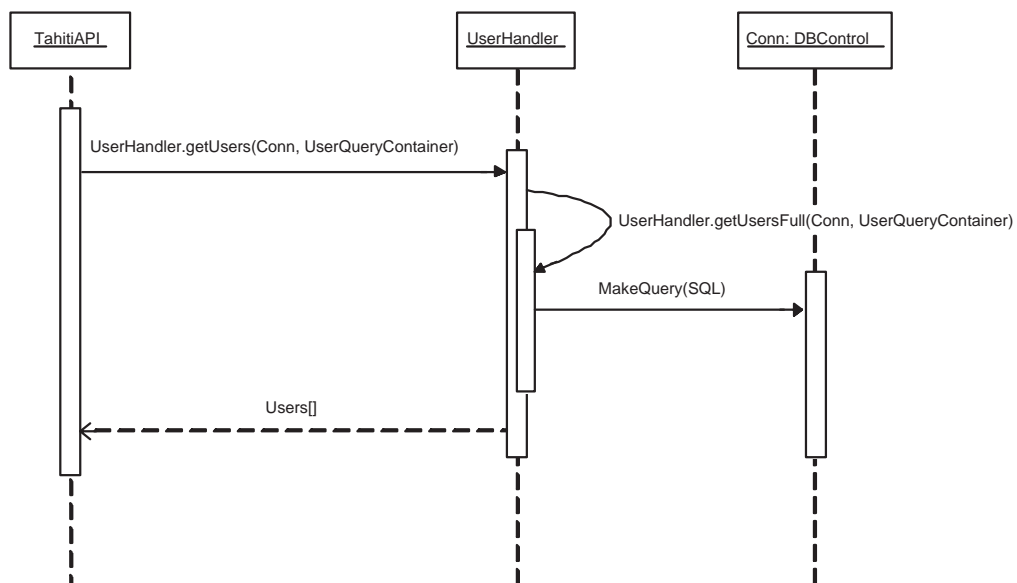 TahitiAPI
UserHandler
Conn: DBControl
UserHandler.getUsers(Conn, UserQueryContainer)
UserHandler.getUsersFull(Conn, UserQueryContainer)
MakeQuery(SQL)
Users[]